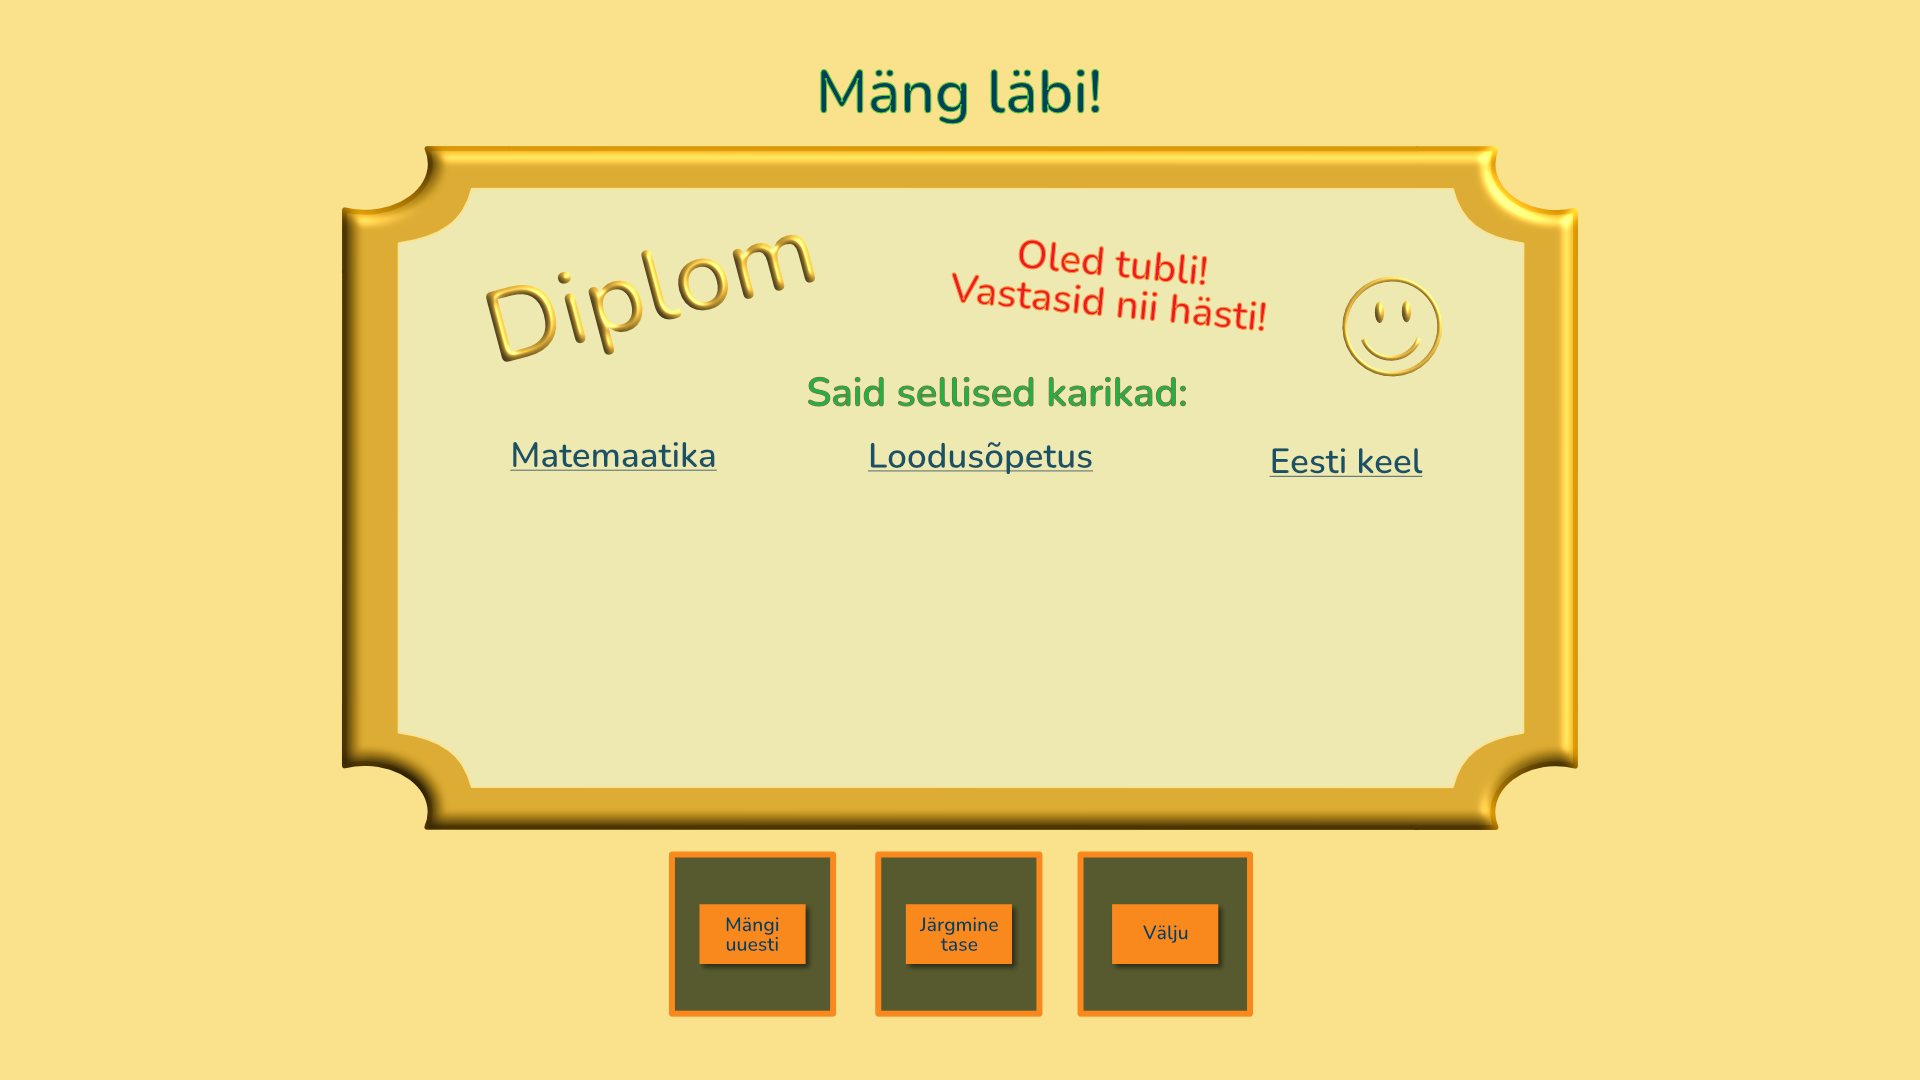 Mäng läbi!
Diplom
Oled tubli!
Vastasid nii hästi!
Said sellised karikad:
Matemaatika
Loodusõpetus
Eesti keel
Mängi
uuesti
Järgmine
tase
Välju